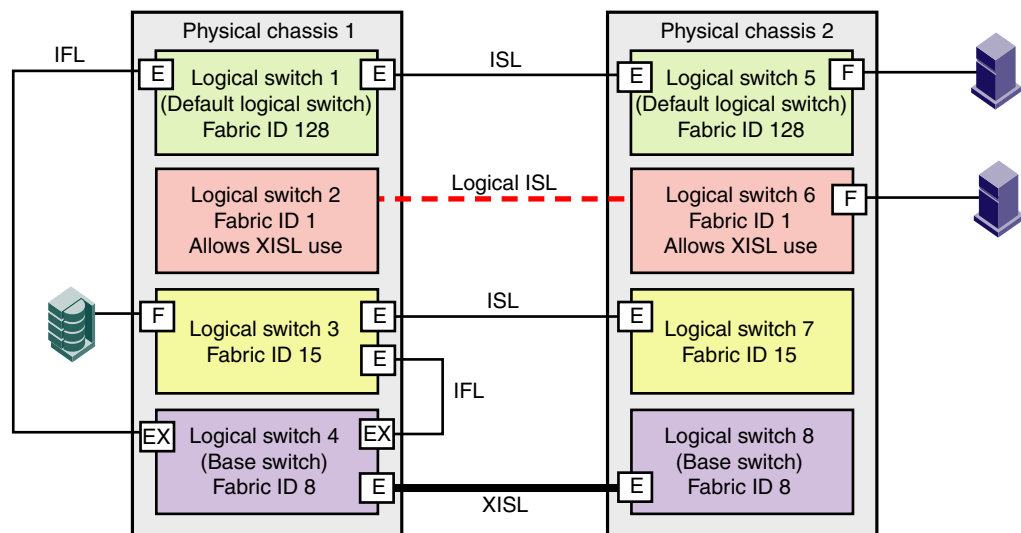 Physical chassis 1
Physical chassis 2
IFL
E
Logical switch 1
(Default logical switch)
Fabric ID 128
E
ISL
E
Logical switch 5
(Default logical switch)
Fabric ID 128
F
Logical switch 2
Fabric ID 1
Allows XISL use
Logical ISL
Logical switch 6
Fabric ID 1
Allows XISL use
F
F
Logical switch 3
Fabric ID 15
E
E
ISL
E
Logical switch 7
Fabric ID 15
IFL
EX
Logical switch 4
(Base switch)
Fabric ID 8
EX
E
XISL
E
Logical switch 8
(Base switch)
Fabric ID 8